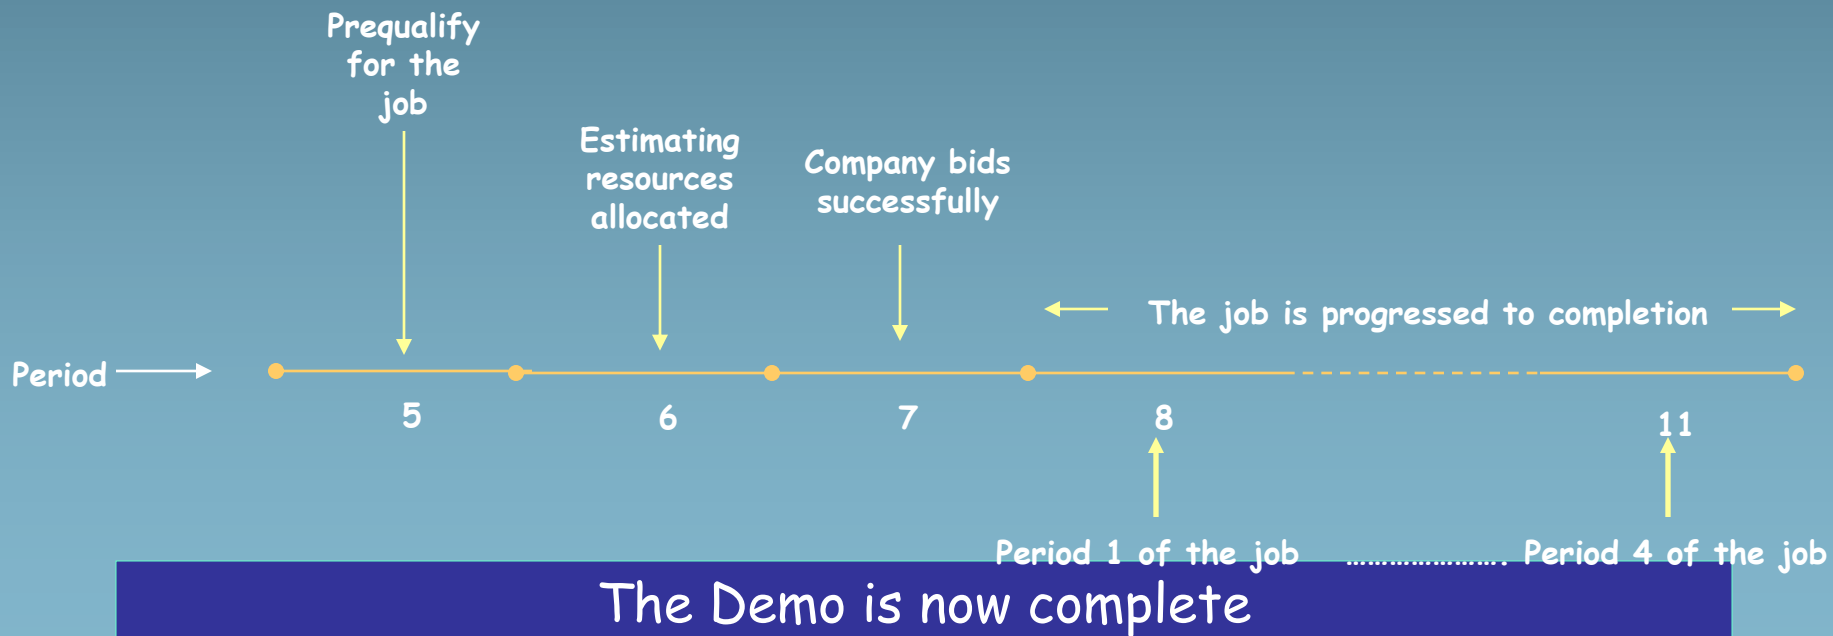 Prequalify
for the
job
Estimating
resources
allocated
Company bids
successfully
The job is progressed to completion
Period
5
6
7
8
11
Period 1 of the job ...................... Period 4 of the job
The Demo is now complete